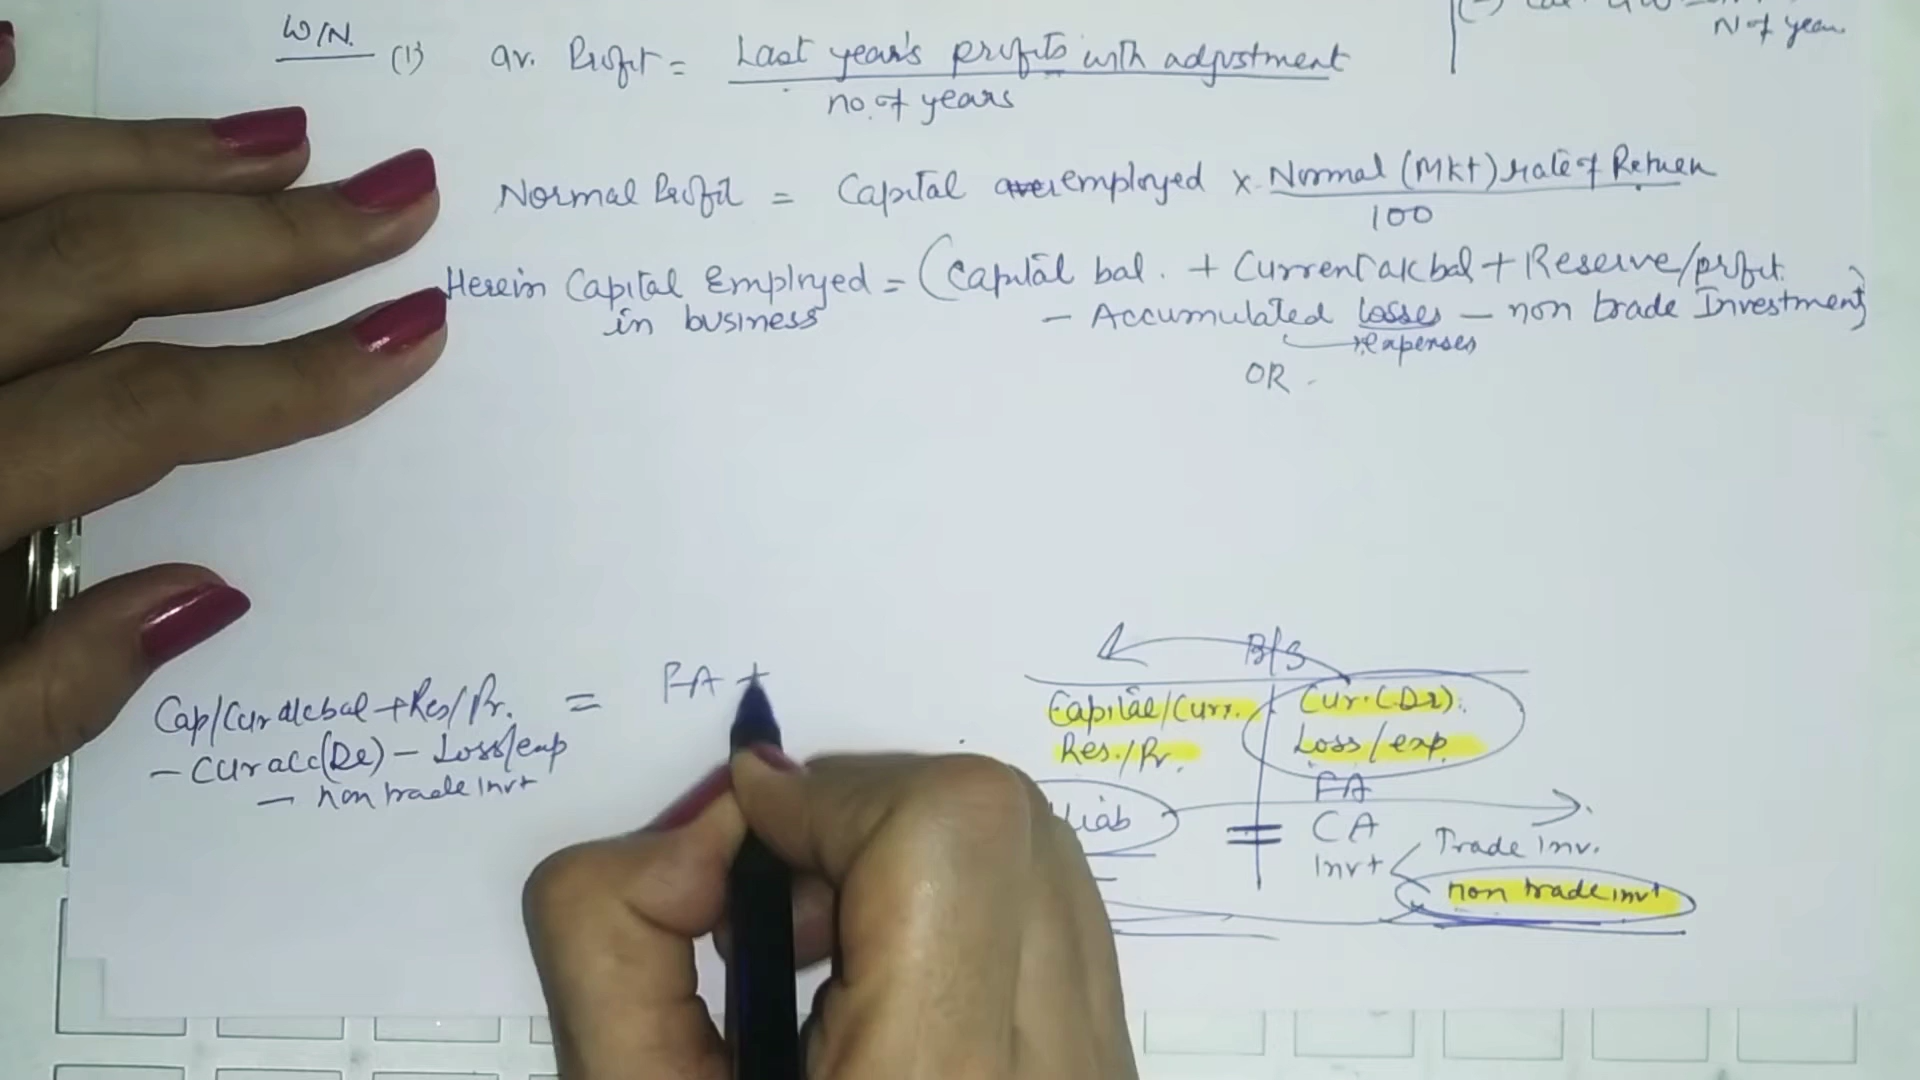 N of year
W/N. (1) av. Profit = Last year's profits with adjustment
no. of years
Normal Profit = Capital employed × Normal (Mkt) rate of Return
100
Herein Capital Employed = (Capital bal. + Current a/c bal + Reserve/profit.
in business - Accumulated losses - non trade Investment)
expenses
OR
B/S
Cap/Cur a/c bal + Res/Pr. = FA +
- Cur acc (Dr) - Loss/exp
- non trade Invt
Capital/Curr. Cur. (Dr).
Res./Pr. Loss/exp.
FA
Liab CA
Invt Trade Inv.
non trade invt